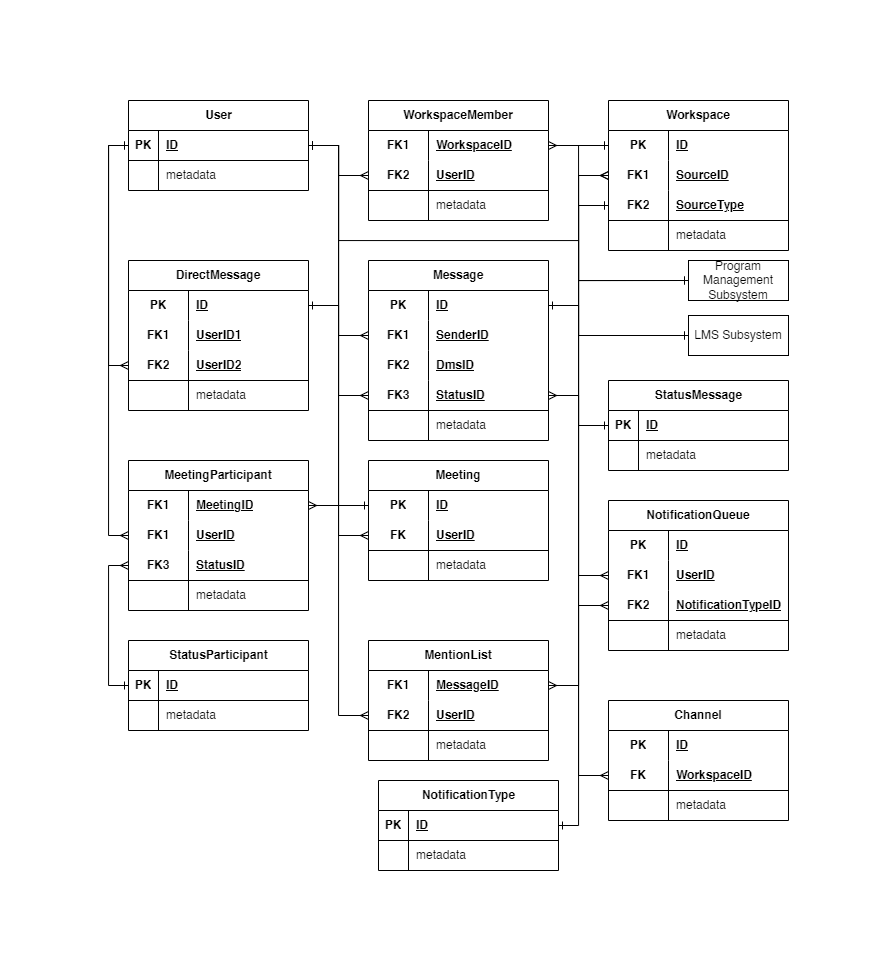 User
PK ID
metadata
WorkspaceMember
FK1 WorkspaceID
FK2 UserID
metadata
Workspace
PK ID
FK1 SourceID
FK2 SourceType
metadata
Program
Management
Subsystem
LMS Subsystem
DirectMessage
PK ID
FK1 UserID1
FK2 UserID2
metadata
Message
PK ID
FK1 SenderID
FK2 DmsID
FK3 StatusID
metadata
StatusMessage
PK ID
metadata
MeetingParticipant
FK1 MeetingID
FK1 UserID
FK3 StatusID
metadata
Meeting
PK ID
FK UserID
metadata
NotificationQueue
PK ID
FK1 UserID
FK2 NotificationTypeID
metadata
StatusParticipant
PK ID
metadata
MentionList
FK1 MessageID
FK2 UserID
metadata
Channel
PK ID
FK WorkspaceID
metadata
NotificationType
PK ID
metadata